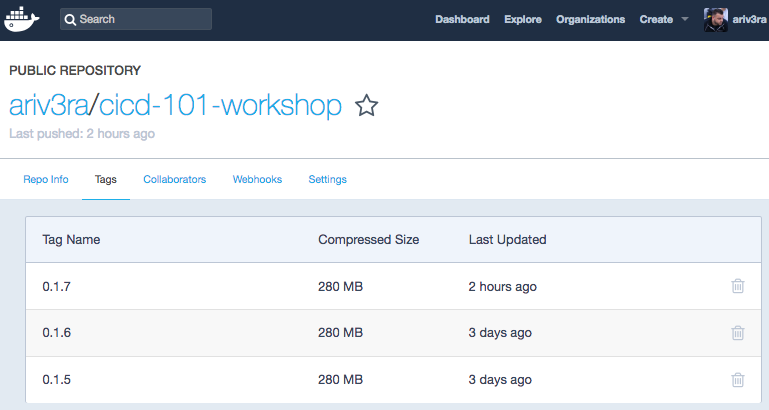 Search Dashboard Explore Organizations Create ariv3ra
PUBLIC REPOSITORY
ariv3ra/cicd-101-workshop
Last pushed: 2 hours ago
Repo Info Tags Collaborators Webhooks Settings
Tag Name Compressed Size Last Updated
0.1.7 280 MB 2 hours ago
0.1.6 280 MB 3 days ago
0.1.5 280 MB 3 days ago